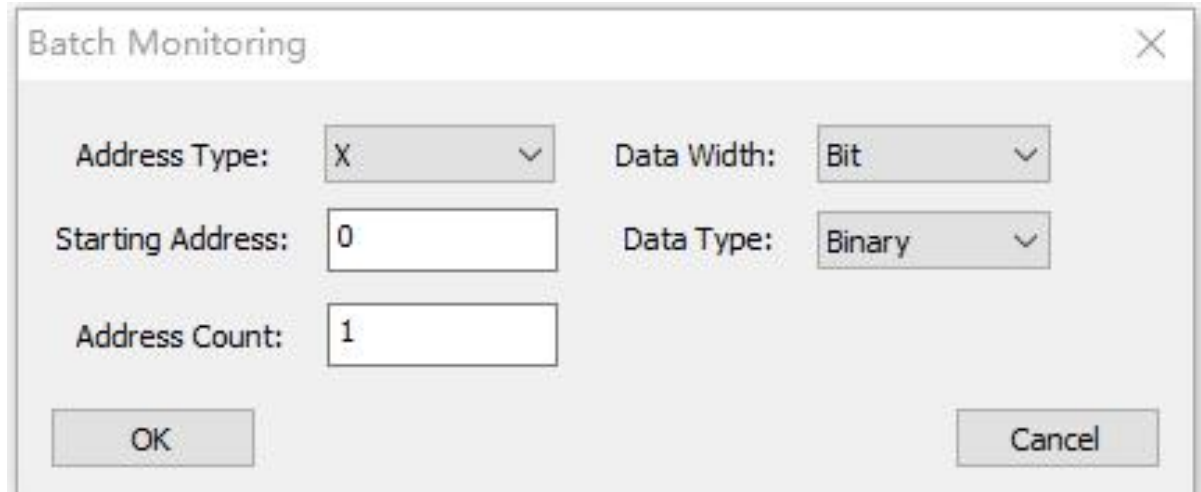 Batch Monitoring
Address Type: X Data Width: Bit
Starting Address: 0 Data Type: Binary
Address Count: 1
OK Cancel